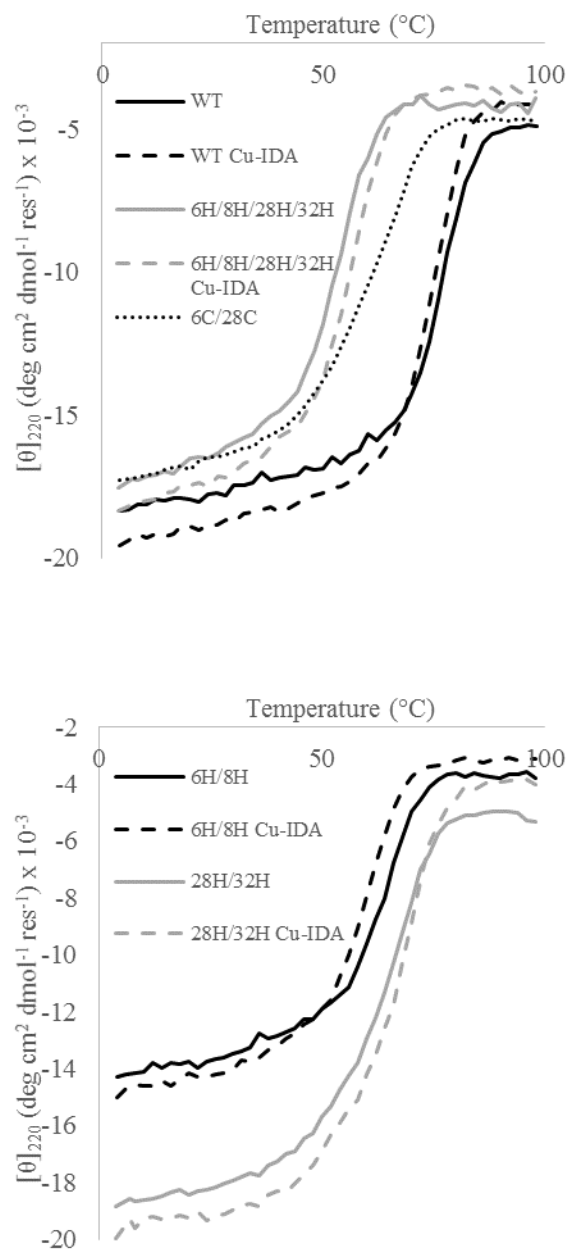 Temperature (°C)
0 50 100
WT
-5
WT Cu-IDA
6H/8H/28H/32H
-10
6H/8H/28H/32H
Cu-IDA
6C/28C
-15
-20
[θ]220 (deg cm² dmol⁻¹ res⁻¹) x 10⁻³
Temperature (°C)
-2
0 50 100
6H/8H
-4
6H/8H Cu-IDA
-6
28H/32H
-8
28H/32H Cu-IDA
-10
-12
-14
-16
-18
-20
[θ]220 (deg cm² dmol⁻¹ res⁻¹) x 10⁻³